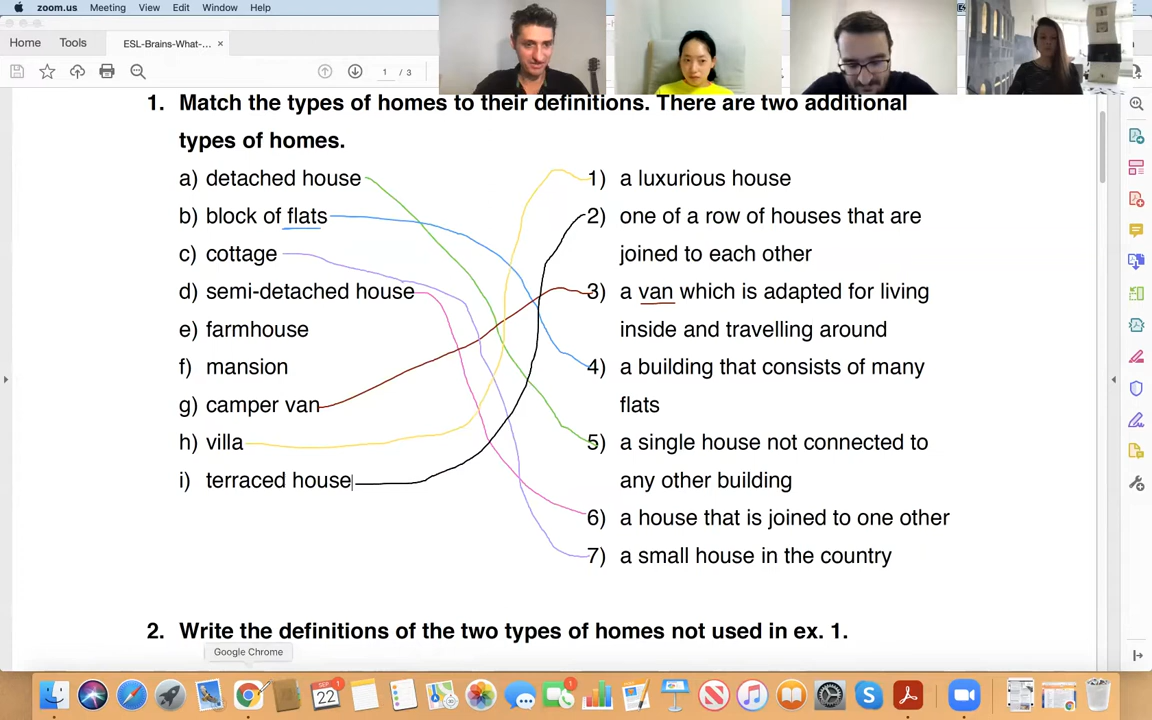 zoom.us Meeting View Edit Window Help
Home Tools ESL-Brains-What-... ×
1 / 3
1. Match the types of homes to their definitions. There are two additional
types of homes.
a) detached house
b) block of flats
c) cottage
d) semi-detached house
e) farmhouse
f) mansion
g) camper van
h) villa
i) terraced house
1) a luxurious house
2) one of a row of houses that are
joined to each other
3) a van which is adapted for living
inside and travelling around
4) a building that consists of many
flats
5) a single house not connected to
any other building
6) a house that is joined to one other
7) a small house in the country
2. Write the definitions of the two types of homes not used in ex. 1.
Google Chrome
SEP 1
22
1